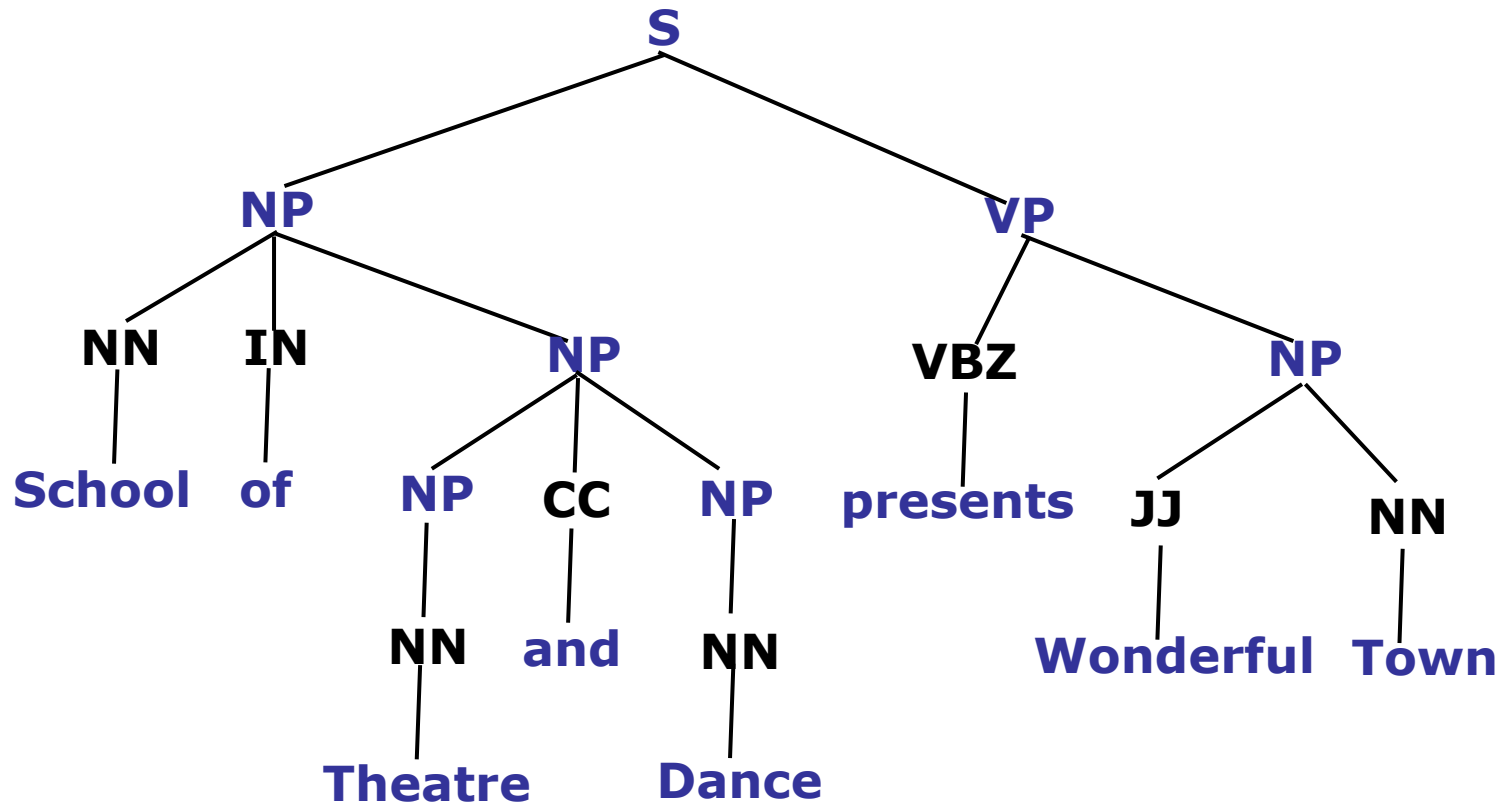 S
NP VP
NN IN NP VBZ NP
School of NP CC NP presents JJ NN
NN and NN Wonderful Town
Theatre Dance